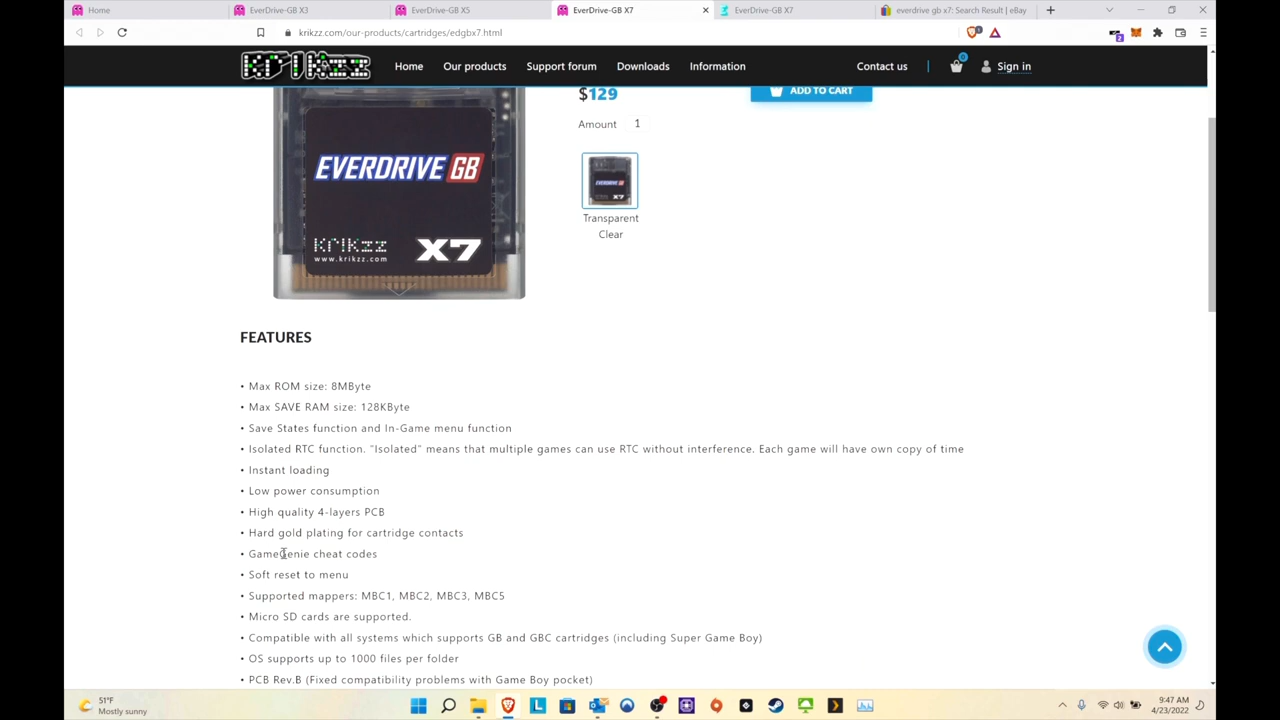 Home
EverDrive-GB X3
EverDrive-GB X5
EverDrive-GB X7
EverDrive-GB X7
everdrive gb x7: Search Result | eBay
krikzz.com/our-products/cartridges/edgbx7.html
2
krikzz
Home
Our products
Support forum
Downloads
Information
Contact us
0
Sign in
$129
ADD TO CART
Amount 1
EVERDRIVE GB
krikzz
www.krikzz.com
X7
Transparent
Clear
FEATURES
• Max ROM size: 8MByte
• Max SAVE RAM size: 128KByte
• Save States function and In-Game menu function
• Isolated RTC function. "Isolated" means that multiple games can use RTC without interference. Each game will have own copy of time
• Instant loading
• Low power consumption
• High quality 4-layers PCB
• Hard gold plating for cartridge contacts
• GameGenie cheat codes
• Soft reset to menu
• Supported mappers: MBC1, MBC2, MBC3, MBC5
• Micro SD cards are supported.
• Compatible with all systems which supports GB and GBC cartridges (including Super Game Boy)
• OS supports up to 1000 files per folder
• PCB Rev.B (Fixed compatibility problems with Game Boy pocket)
51°F
Mostly sunny
9:47 AM
4/23/2022